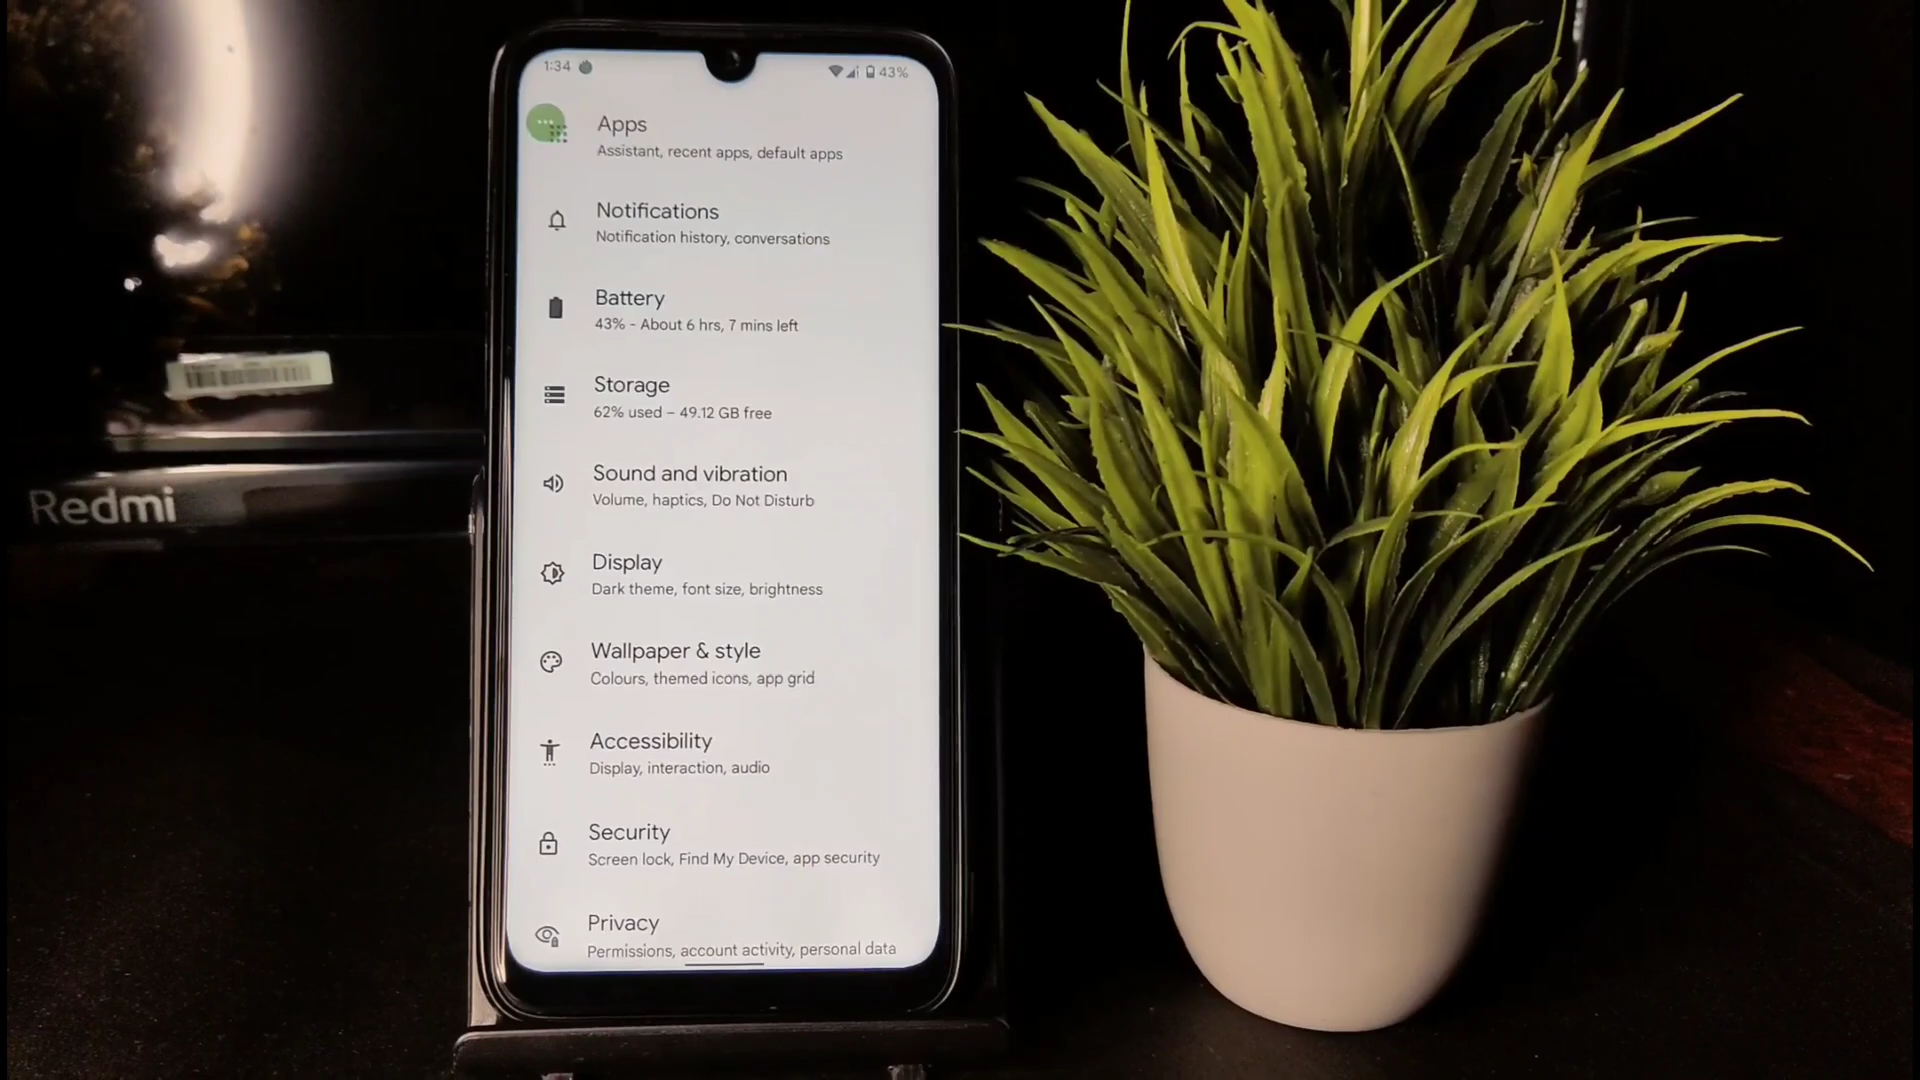 1:34
43%
Apps
Assistant, recent apps, default apps
Notifications
Notification history, conversations
Battery
43% - About 6 hrs, 7 mins left
Storage
62% used – 49.12 GB free
Sound and vibration
Volume, haptics, Do Not Disturb
Display
Dark theme, font size, brightness
Wallpaper & style
Colours, themed icons, app grid
Accessibility
Display, interaction, audio
Security
Screen lock, Find My Device, app security
Privacy
Permissions, account activity, personal data
Redmi